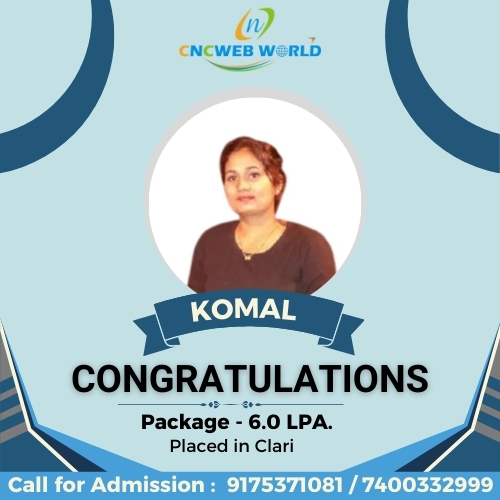 n
CNCWEB WORLD
KOMAL
CONGRATULATIONS
Package - 6.0 LPA.
Placed in Clari
Call for Admission : 9175371081 / 7400332999